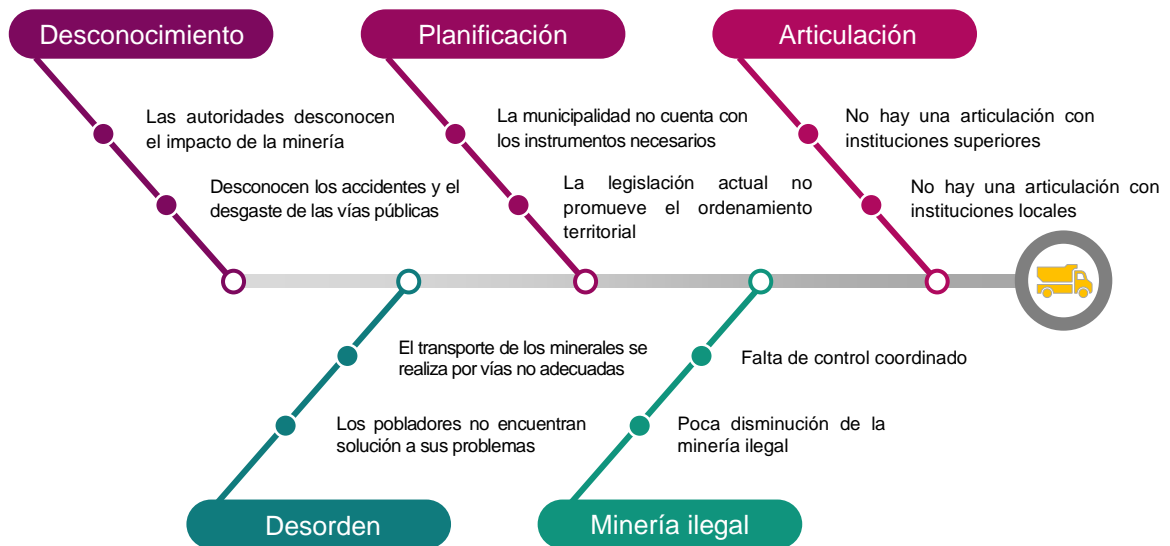 Desconocimiento
Planificación
Articulación
Las autoridades desconocen
el impacto de la minería
La municipalidad no cuenta con
los instrumentos necesarios
No hay una articulación con
instituciones superiores
Desconocen los accidentes y el
desgaste de las vías públicas
La legislación actual no
promueve el ordenamiento
territorial
No hay una articulación con
instituciones locales
El transporte de los minerales se
realiza por vías no adecuadas
Falta de control coordinado
Los pobladores no encuentran
solución a sus problemas
Poca disminución de la
minería ilegal
Desorden
Minería ilegal